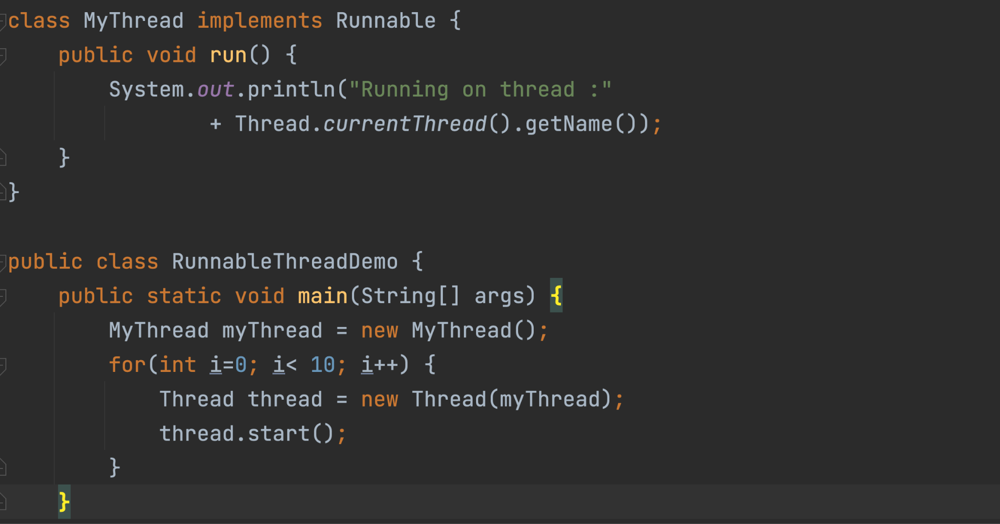 class MyThread implements Runnable {
    public void run() {
        System.out.println("Running on thread :"
                + Thread.currentThread().getName());
    }
}

public class RunnableThreadDemo {
    public static void main(String[] args) {
        MyThread myThread = new MyThread();
        for(int i=0; i< 10; i++) {
            Thread thread = new Thread(myThread);
            thread.start();
        }
    }